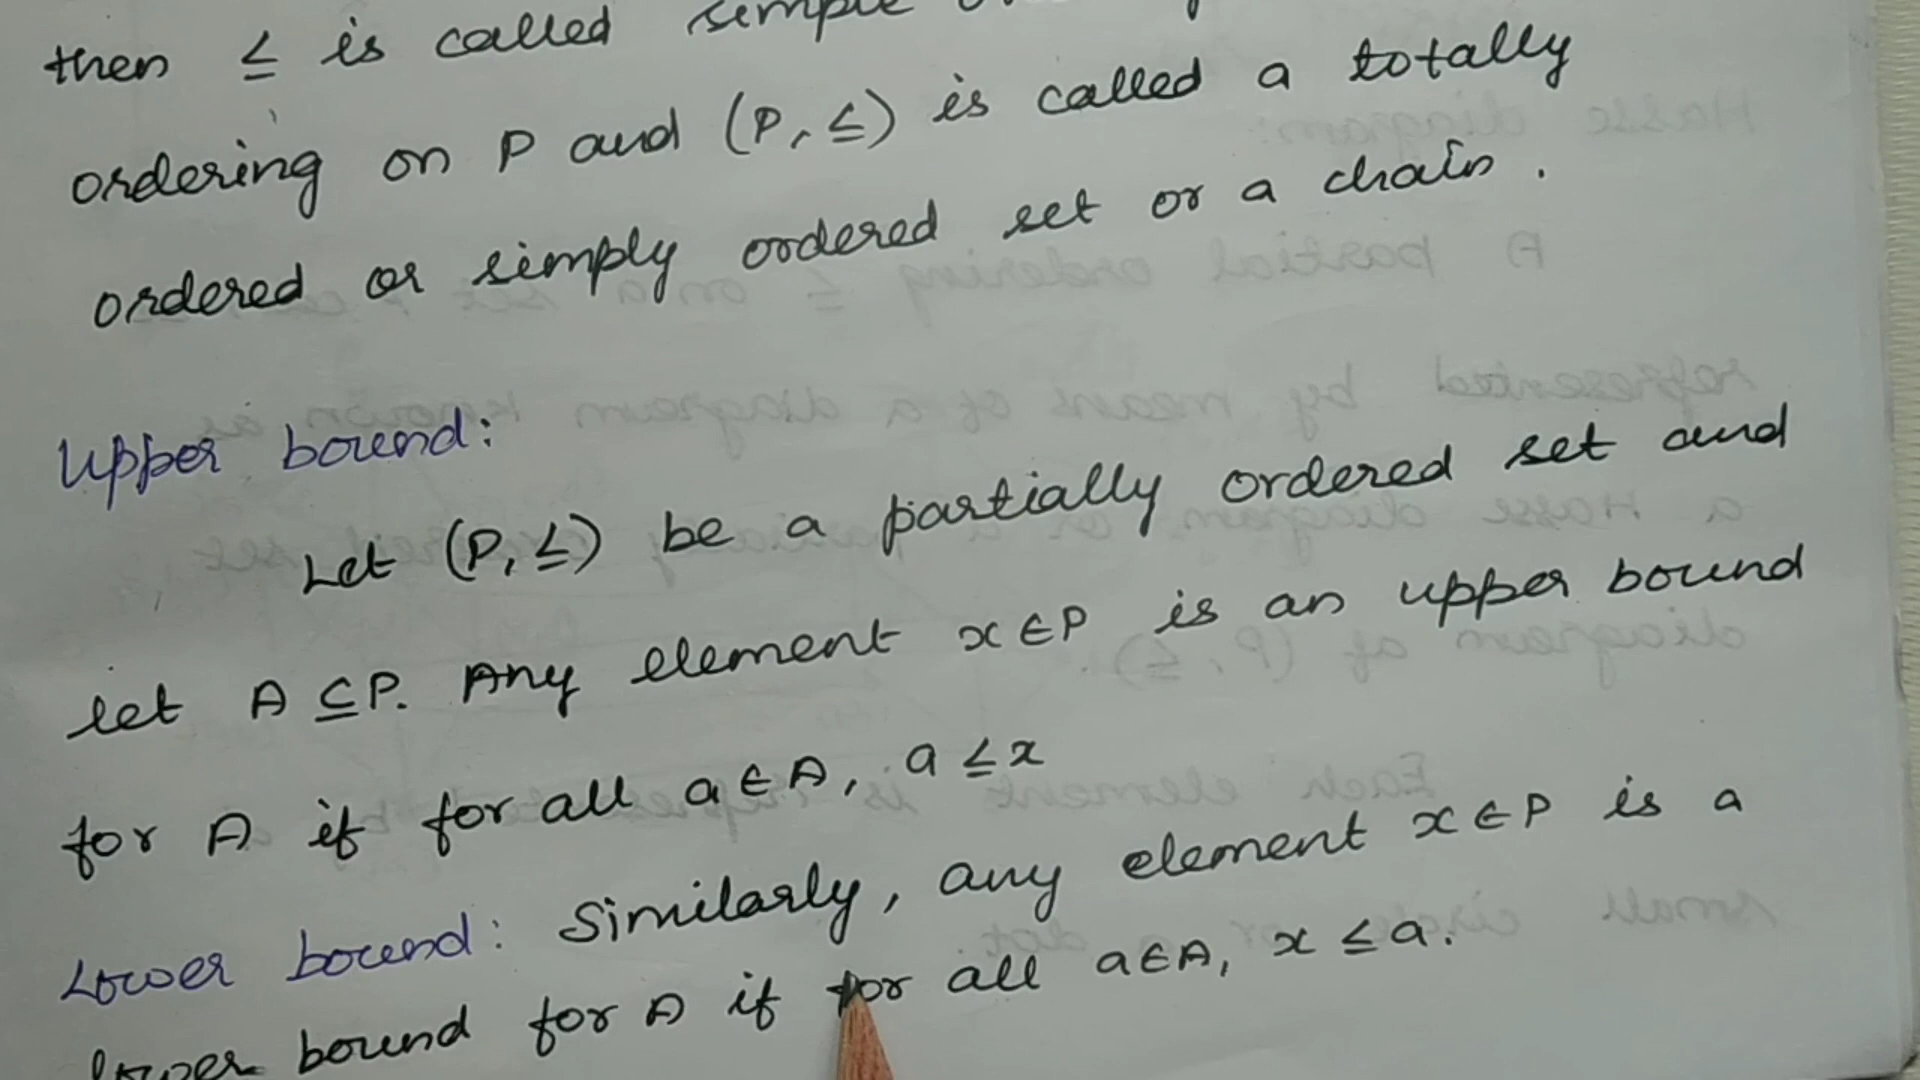 then ≤ is called simple
ordering on P and (P, ≤) is called a totally
ordered or simply ordered set or a chain.
Upper bound:
Let (P, ≤) be a partially ordered set and
let A ⊆ P. Any element x ∈ P is an upper bound
for A if for all a ∈ A, a ≤ x
Lower bound: Similarly, any element x ∈ P is a
lower bound for A if for all a ∈ A, x ≤ a.